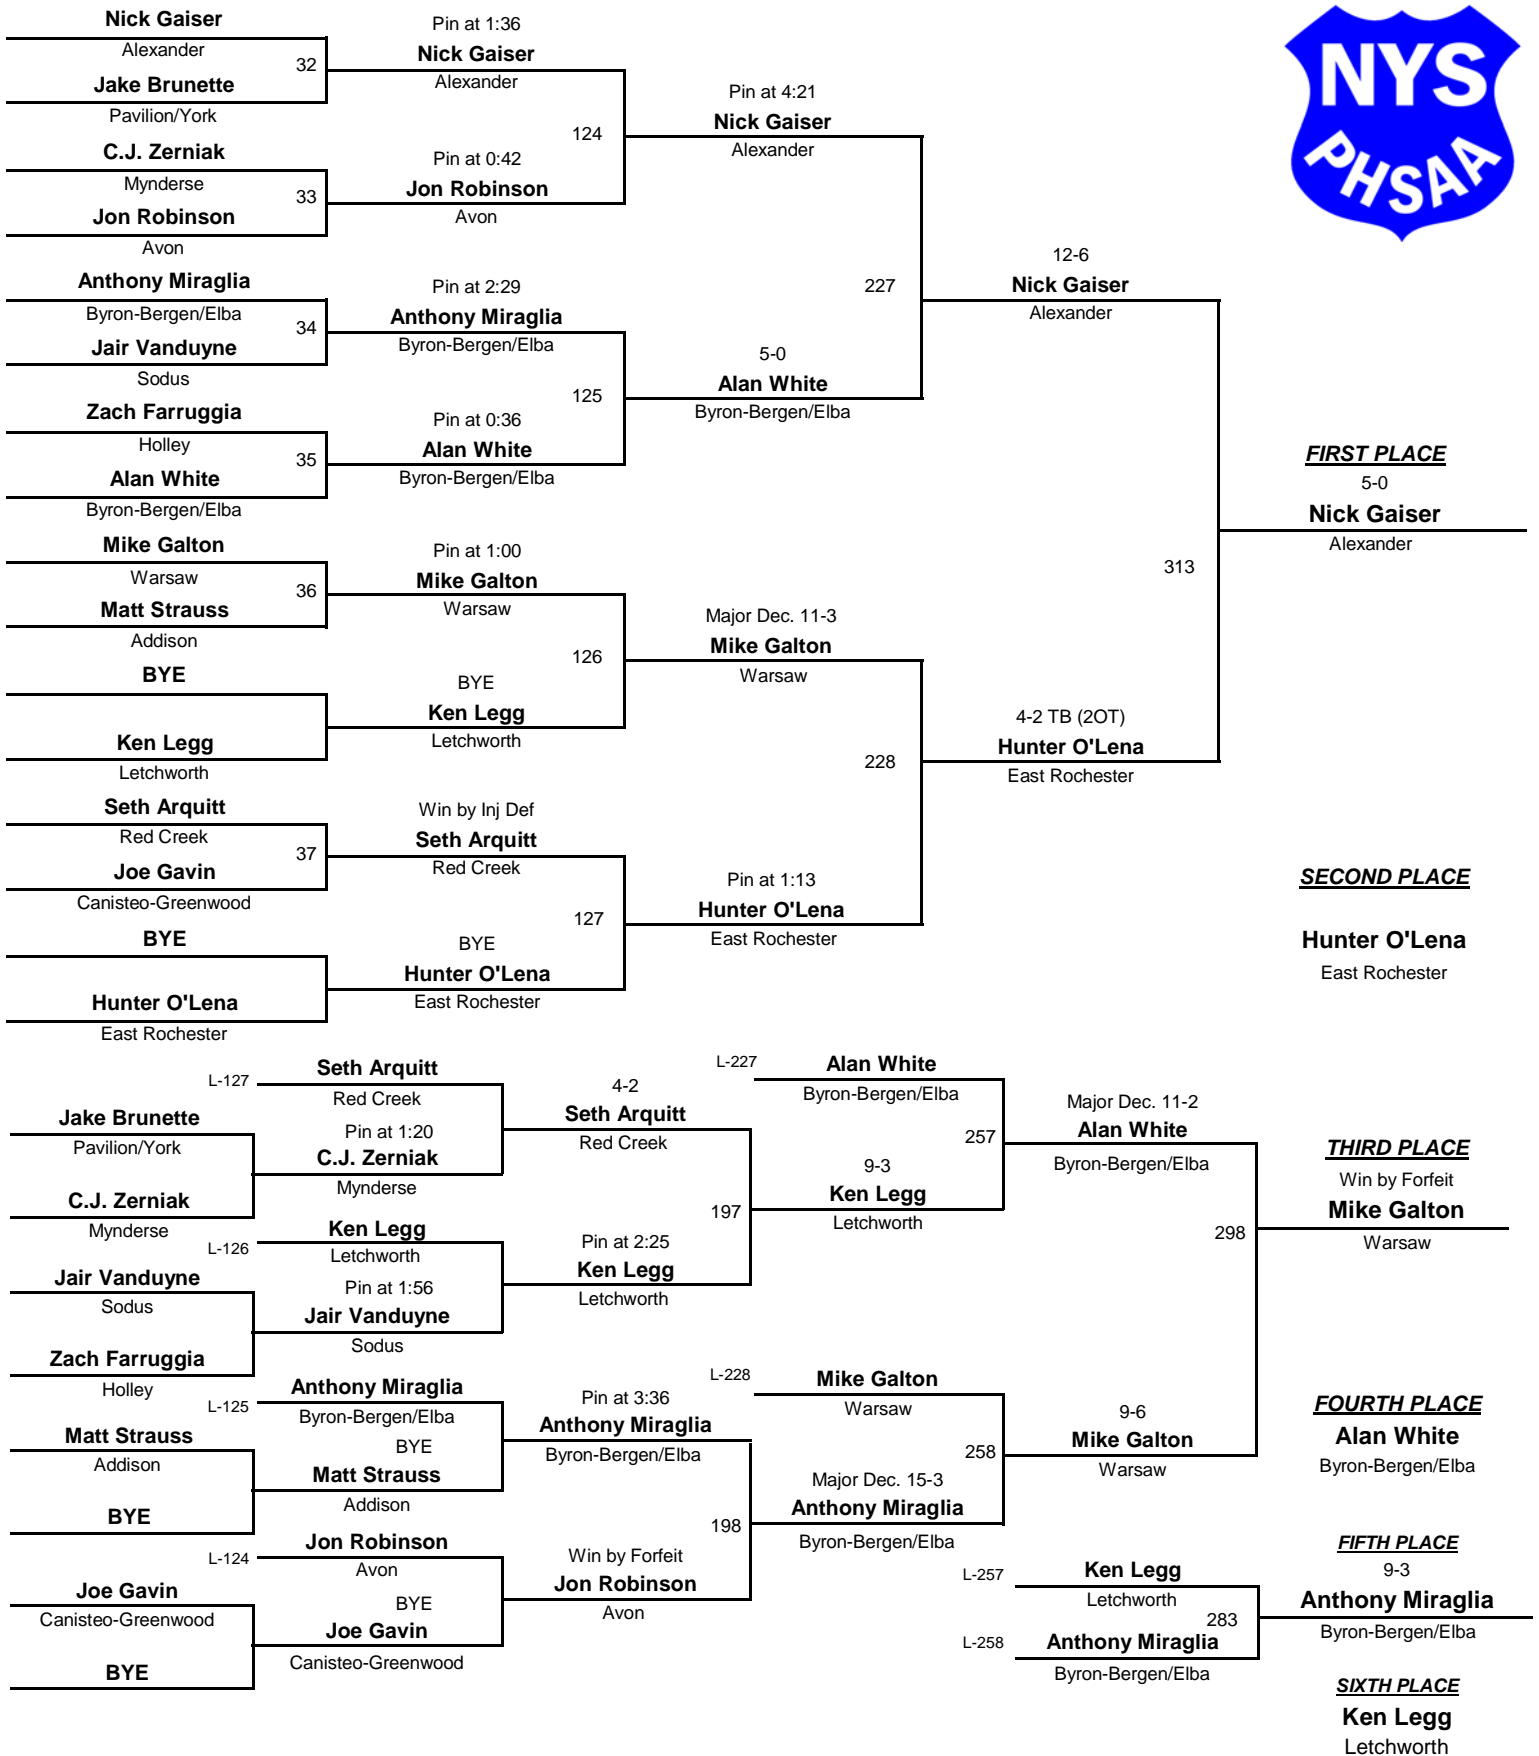 Nick Gaiser
Alexander
32
Jake Brunette
Pavilion/York
C.J. Zerniak
Mynderse
33
Jon Robinson
Avon
Anthony Miraglia
Byron-Bergen/Elba
34
Jair Vanduyne
Sodus
Zach Farruggia
Holley
35
Alan White
Byron-Bergen/Elba
Mike Galton
Warsaw
36
Matt Strauss
Addison
BYE
Ken Legg
Letchworth
Seth Arquitt
Red Creek
37
Joe Gavin
Canisteo-Greenwood
BYE
Hunter O'Lena
East Rochester
Pin at 1:36
Nick Gaiser
Alexander
124
Pin at 0:42
Jon Robinson
Avon
Pin at 2:29
Anthony Miraglia
Byron-Bergen/Elba
125
Pin at 0:36
Alan White
Byron-Bergen/Elba
Pin at 1:00
Mike Galton
Warsaw
126
BYE
Ken Legg
Letchworth
Win by Inj Def
Seth Arquitt
Red Creek
127
BYE
Hunter O'Lena
East Rochester
Pin at 4:21
Nick Gaiser
Alexander
227
5-0
Alan White
Byron-Bergen/Elba
Major Dec. 11-3
Mike Galton
Warsaw
228
Pin at 1:13
Hunter O'Lena
East Rochester
12-6
Nick Gaiser
Alexander
313
4-2 TB (2OT)
Hunter O'Lena
East Rochester
NYS
PHSAA
FIRST PLACE
5-0
Nick Gaiser
Alexander
SECOND PLACE
Hunter O'Lena
East Rochester
L-127
Jake Brunette
Pavilion/York
C.J. Zerniak
Mynderse
L-126
Jair Vanduyne
Sodus
Zach Farruggia
Holley
L-125
Matt Strauss
Addison
BYE
L-124
Joe Gavin
Canisteo-Greenwood
BYE
Seth Arquitt
Red Creek
Pin at 1:20
C.J. Zerniak
Mynderse
Ken Legg
Letchworth
Pin at 1:56
Jair Vanduyne
Sodus
Anthony Miraglia
Byron-Bergen/Elba
BYE
Matt Strauss
Addison
Jon Robinson
Avon
BYE
Joe Gavin
Canisteo-Greenwood
4-2
Seth Arquitt
Red Creek
197
Pin at 2:25
Ken Legg
Letchworth
Pin at 3:36
Anthony Miraglia
Byron-Bergen/Elba
198
Win by Forfeit
Jon Robinson
Avon
L-227
Alan White
Byron-Bergen/Elba
257
9-3
Ken Legg
Letchworth
L-228
Mike Galton
Warsaw
258
Major Dec. 15-3
Anthony Miraglia
Byron-Bergen/Elba
Major Dec. 11-2
Alan White
Byron-Bergen/Elba
298
9-6
Mike Galton
Warsaw
L-257
Ken Legg
Letchworth
283
L-258
Anthony Miraglia
Byron-Bergen/Elba
THIRD PLACE
Win by Forfeit
Mike Galton
Warsaw
FOURTH PLACE
Alan White
Byron-Bergen/Elba
FIFTH PLACE
9-3
Anthony Miraglia
Byron-Bergen/Elba
SIXTH PLACE
Ken Legg
Letchworth